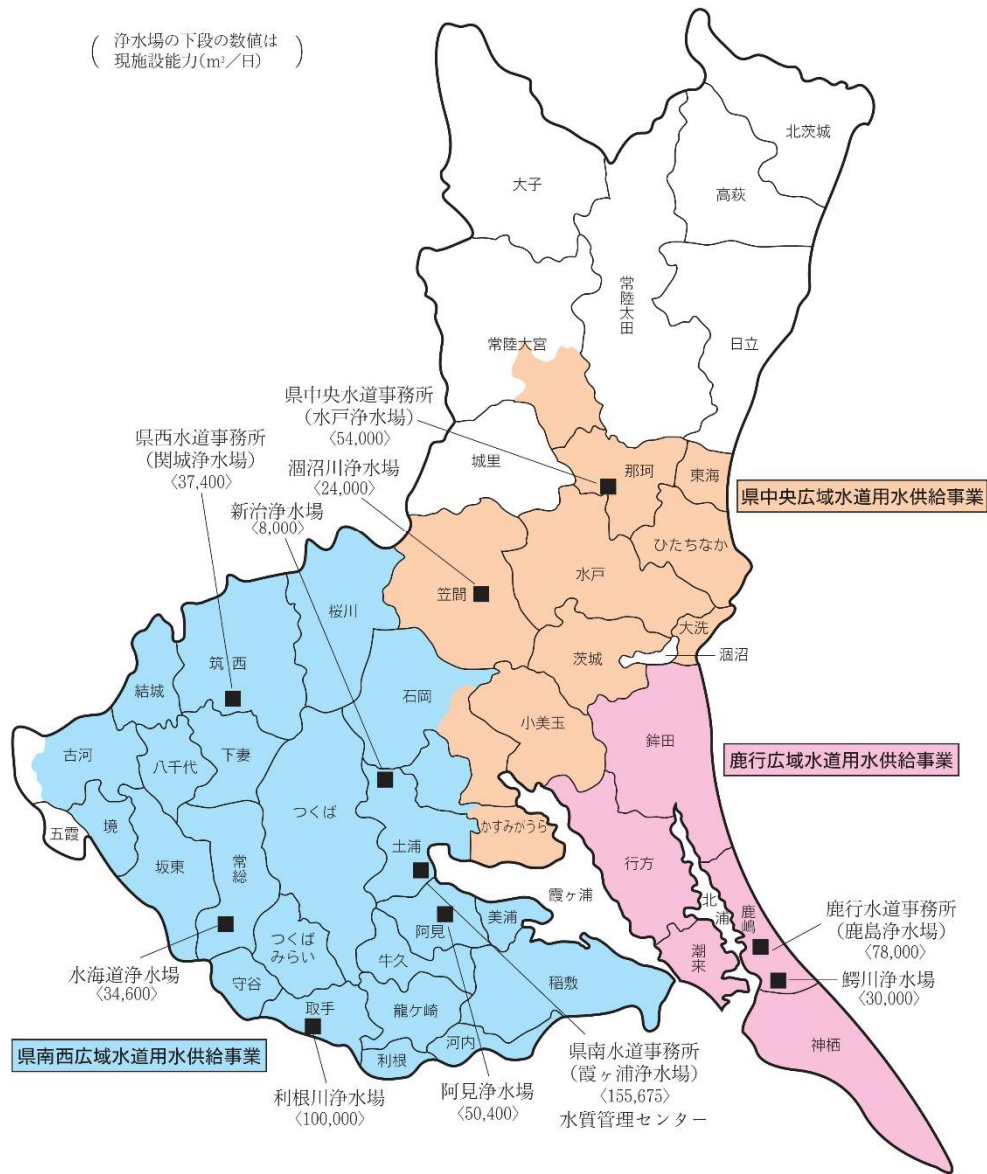 浄水場の下段の数値は
現施設能力(m³/日)
北茨城
大子
高萩
常陸太田
日立
常陸大宮
県中央水道事務所
(水戸浄水場)
〈54,000〉
県西水道事務所
(関城浄水場)
〈37,400〉
涸沼川浄水場
〈24,000〉
新治浄水場
〈8,000〉
城里
那珂
東海
県中央広域水道用水供給事業
ひたちなか
水戸
笠間
桜川
大洗
涸沼
茨城
筑西
結城
石岡
小美玉
鉾田
鹿行広域水道用水供給事業
古河
八千代
下妻
つくば
かすみがうら
五霞
境
坂東
常総
土浦
行方
霞ヶ浦
北浦
鹿嶋
鹿行水道事務所
(鹿島浄水場)
〈78,000〉
鰐川浄水場
〈30,000〉
美浦
阿見
つくば
みらい
牛久
潮来
水海道浄水場
〈34,600〉
守谷
取手
龍ケ崎
稲敷
河内
利根
神栖
県南西広域水道用水供給事業
利根川浄水場
〈100,000〉
阿見浄水場
〈50,400〉
県南水道事務所
(霞ヶ浦浄水場)
〈155,675〉
水質管理センター